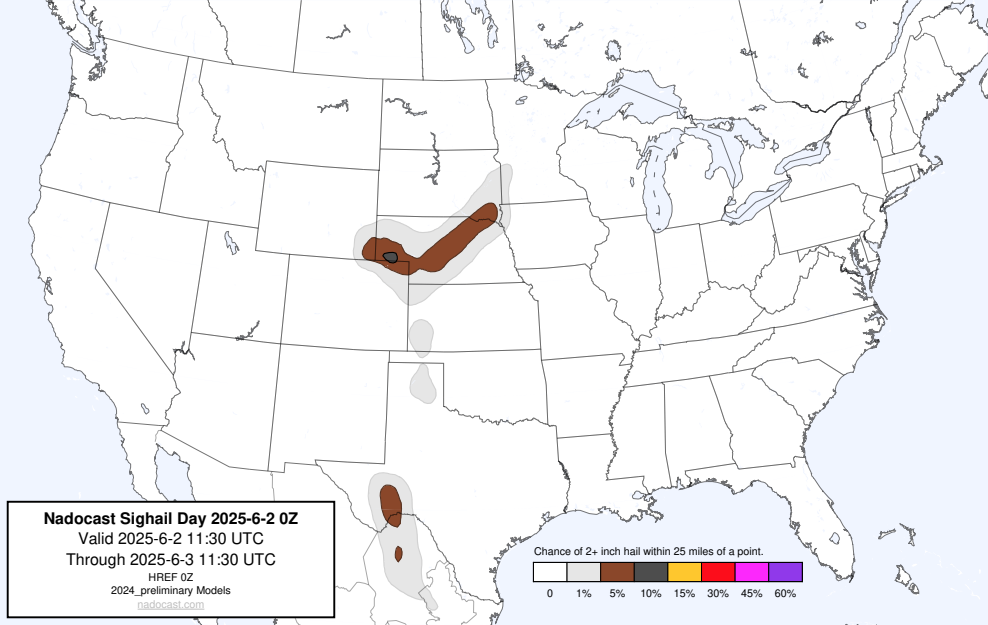 Nadocast Sighail Day 2025-6-2 0Z
Valid 2025-6-2 11:30 UTC
Through 2025-6-3 11:30 UTC
HREF 0Z
2024_preliminary Models
nadocast.com
Chance of 2+ inch hail within 25 miles of a point.
0 1% 5% 10% 15% 30% 45% 60%